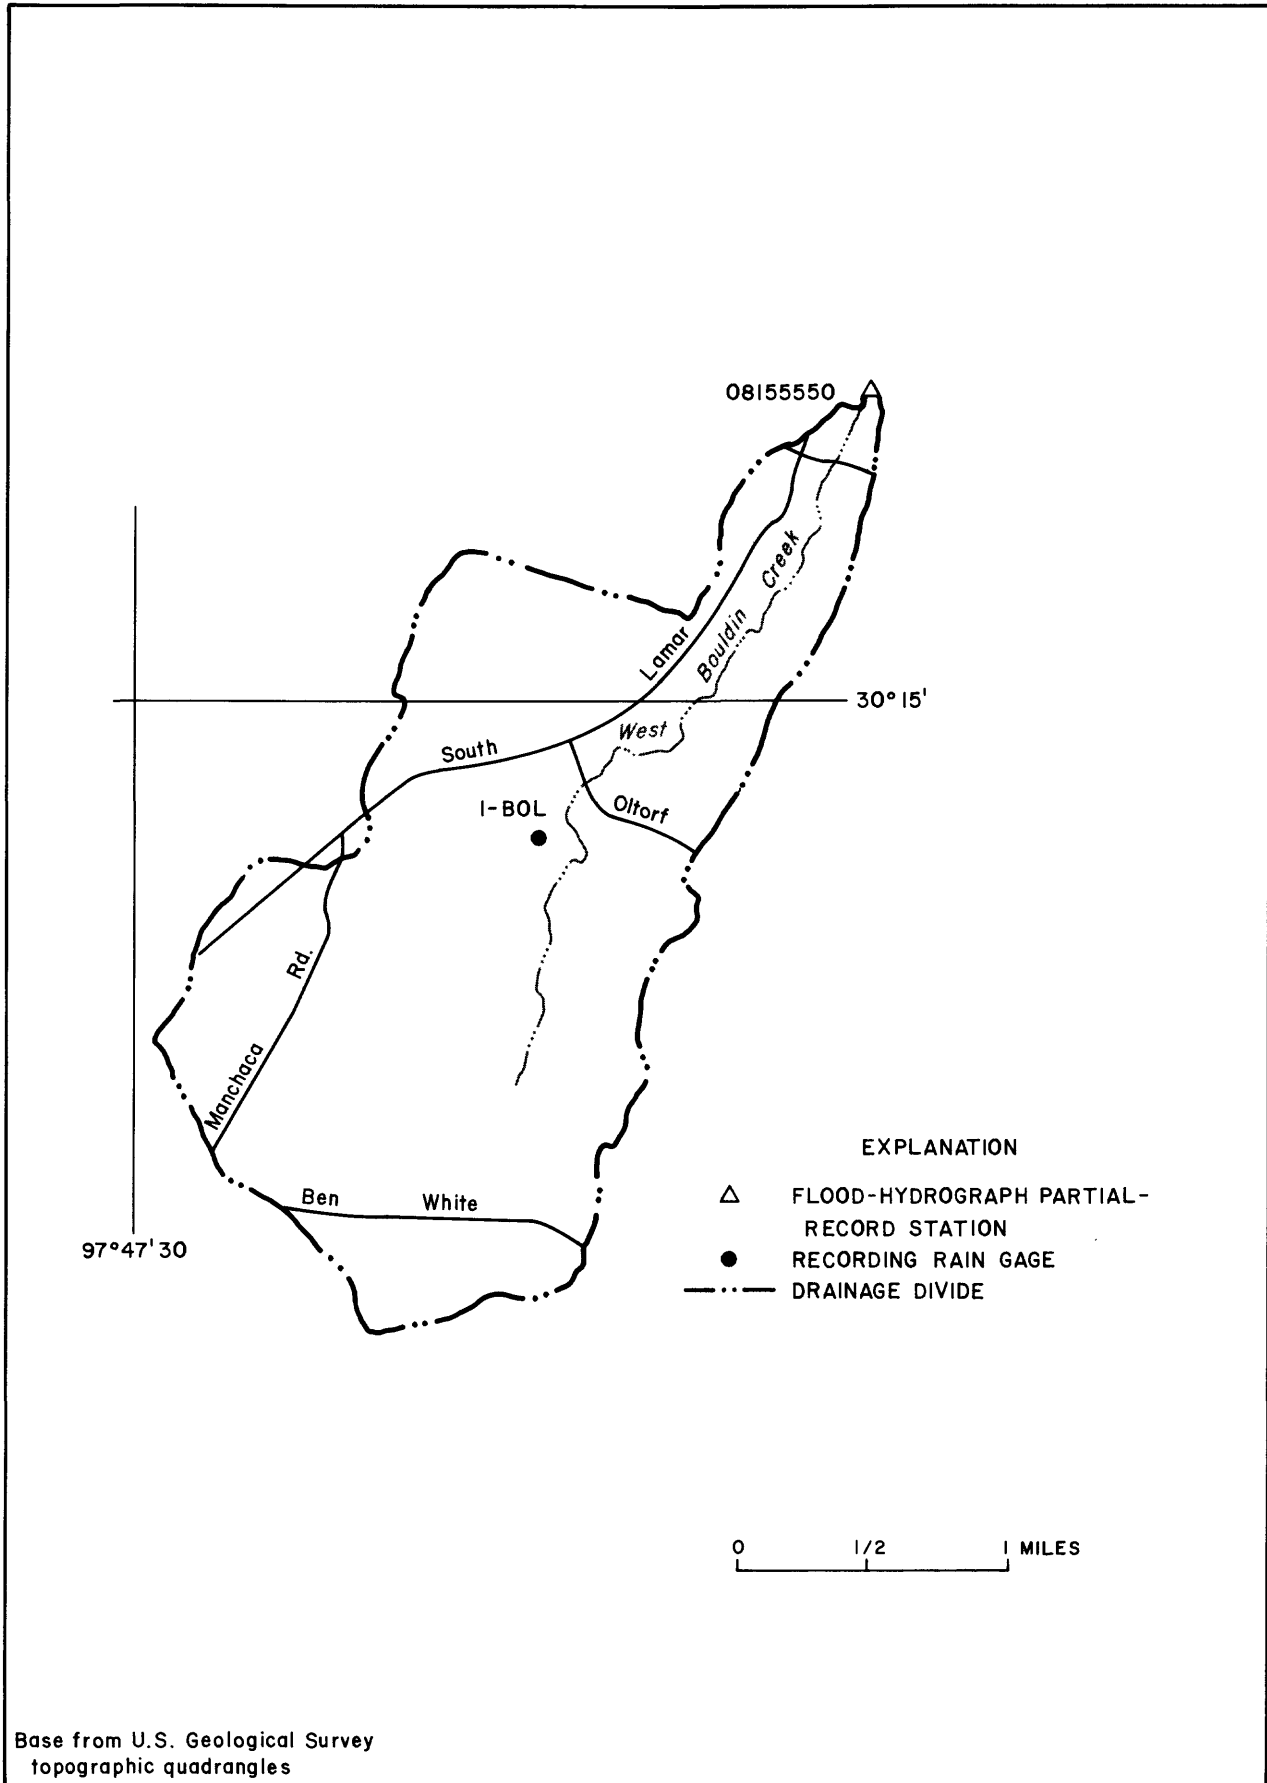 08155550
Creek
Bouldin
Lamar
30°15'
West
South
1-BOL
Oltorf
Rd.
Manchaca
EXPLANATION
FLOOD-HYDROGRAPH PARTIAL-
RECORD STATION
Ben White
RECORDING RAIN GAGE
97°47'30
DRAINAGE DIVIDE
0 1/2 1 MILES
Base from U.S. Geological Survey
topographic quadrangles